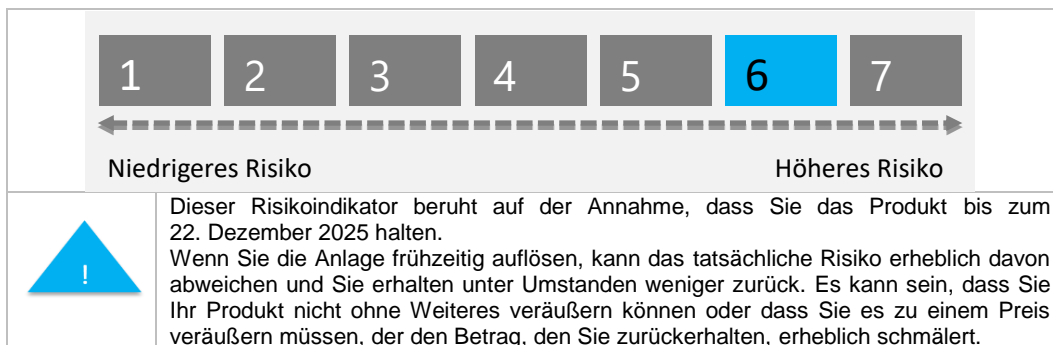 1 2 3 4 5 6 7
Niedrigeres Risiko Höheres Risiko
Dieser Risikoindikator beruht auf der Annahme, dass Sie das Produkt bis zum
22. Dezember 2025 halten.
Wenn Sie die Anlage frühzeitig auflösen, kann das tatsächliche Risiko erheblich davon
abweichen und Sie erhalten unter Umstanden weniger zurück. Es kann sein, dass Sie
!
Ihr Produkt nicht ohne Weiteres veräußern können oder dass Sie es zu einem Preis
veräußern müssen, der den Betrag, den Sie zurückerhalten, erheblich schmälert.